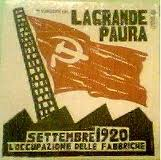 LA GRANDE
PAURA
SETTEMBRE 1920
L'OCCUPAZIONE DELLE FABBRICHE